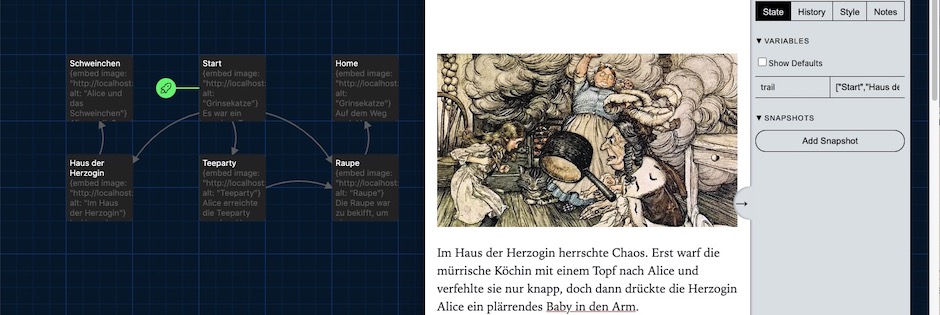 Schweinchen
{embed image:
"http://localhost:
alt: "Alice und
das
Schweinchen"}
Start
{embed image:
"http://localhost:
alt:
"Grinsekatze"}
Es war ein
Home
{embed image:
"http://localhost:
alt:
"Grinsekatze"}
Auf dem Weg
Haus der
Herzogin
{embed image:
"http://localhost:
alt: "Im Haus
der Herzogin"}
Teeparty
{embed image:
"http://localhost:
alt: "Teeparty"}
Alice erreichte
die Teeparty
Raupe
{embed image:
"http://localhost:
alt: "Raupe"}
Die Raupe war
zu bekifft, um
Im Haus der Herzogin herrschte Chaos. Erst warf die
mürrische Köchin mit einem Topf nach Alice und
verfehlte sie nur knapp, doch dann drückte die Herzogin
Alice ein plärrendes Baby in den Arm.
State History Style Notes
▼ VARIABLES
Show Defaults
trail ["Start","Haus de
▼ SNAPSHOTS
Add Snapshot